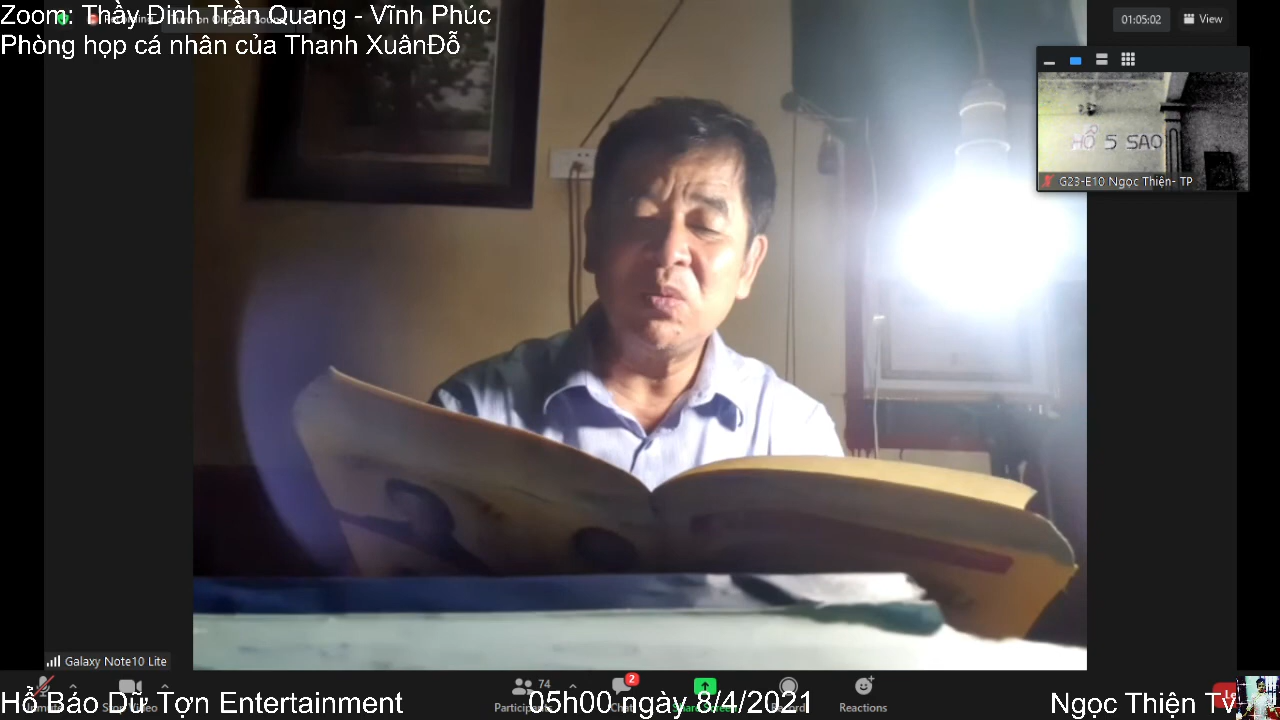 Zoom: Thầy Đinh Trần Quang - Vĩnh Phúc
Phòng họp cá nhân của Thanh XuânĐỗ
01:05:02
View
HỔ 5 SAO
G23-E10 Ngọc Thiện- TP
Galaxy Note10 Lite
74
2
Participants
Chat
Reactions
Hổ Báo Dữ Tợn Entertainment
05h00 ngày 8/4/2021
Ngọc Thiện Tv